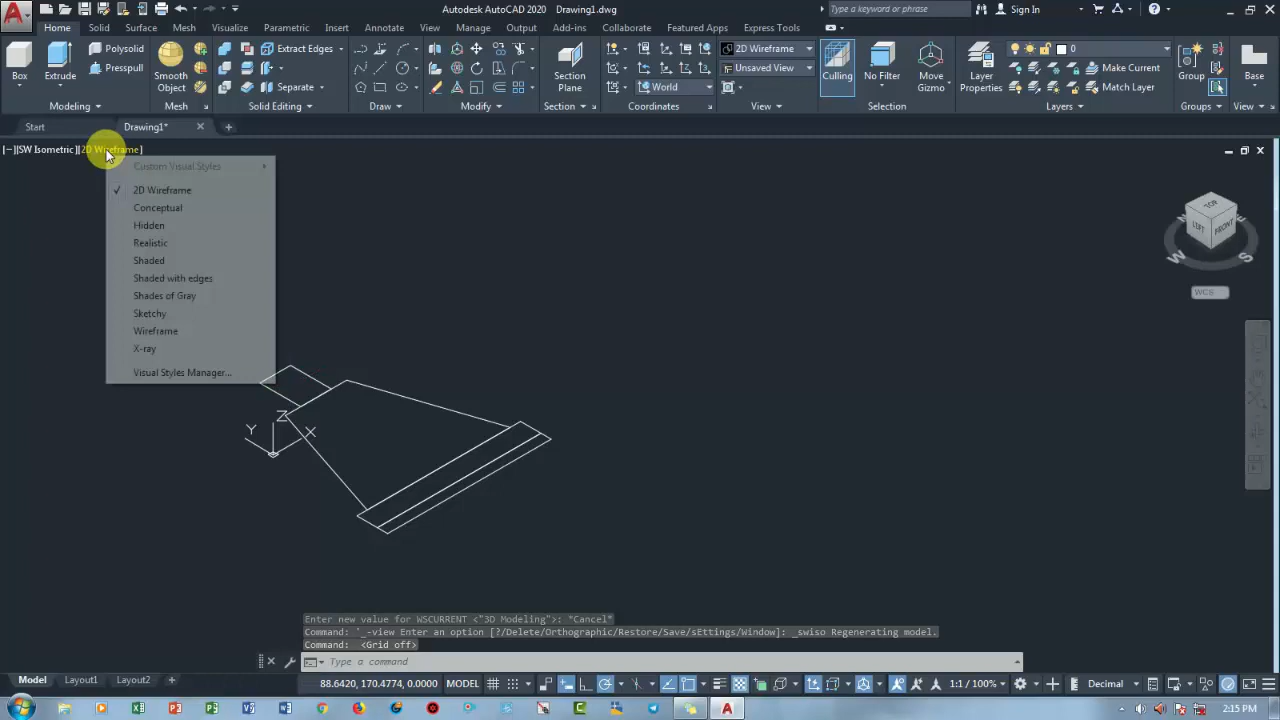 Autodesk AutoCAD 2020 Drawing1.dwg
Type a keyword or phrase
Sign In
Home Solid Surface Mesh Visualize Parametric Insert Annotate View Manage Output Add-ins Collaborate Featured Apps Express Tools
Box
Extrude
Polysolid
Presspull
Smooth
Object
Extract Edges
Separate
Section
Plane
World
2D Wireframe
Unsaved View
Culling
No Filter
Move
Gizmo
Layer
Properties
0
Make Current
Match Layer
Group
Base
Modeling Mesh Solid Editing Draw Modify Section Coordinates View Selection Layers Groups View
Start Drawing1*
[−][SW Isometric][2D Wireframe]
Custom Visual Styles
2D Wireframe
Conceptual
Hidden
Realistic
Shaded
Shaded with edges
Shades of Gray
Sketchy
Wireframe
X-ray
Visual Styles Manager...
TOP
LEFT
FRONT
W
S
WCS
Z
Y
X
Enter new value for WSCURRENT <"3D Modeling">: *Cancel*
Command: '_-view Enter an option [?/Delete/Orthographic/Restore/Save/sEttings/Window]: _swiso Regenerating model.
Command: <Grid off>
Type a command
Model Layout1 Layout2
88.6420, 170.4774, 0.0000 MODEL
1:1 / 100%
Decimal
2:15 PM